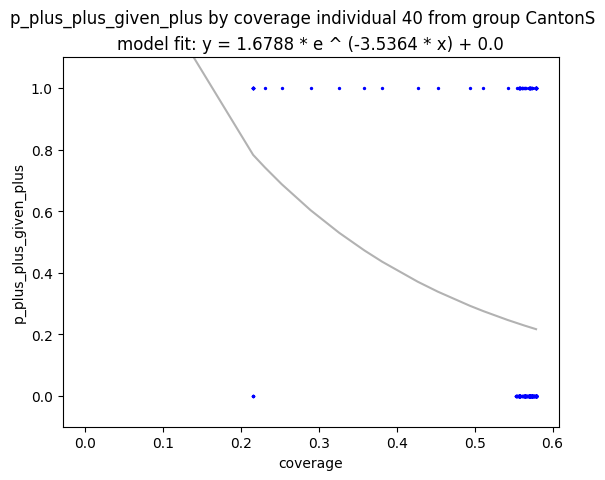 p_plus_plus_given_plus by coverage individual 40 from group CantonS
model fit: y = 1.6788 * e ^ (-3.5364 * x) + 0.0
p_plus_plus_given_plus
1.0
0.8
0.6
0.4
0.2
0.0
0.0 0.1 0.2 0.3 0.4 0.5 0.6
coverage